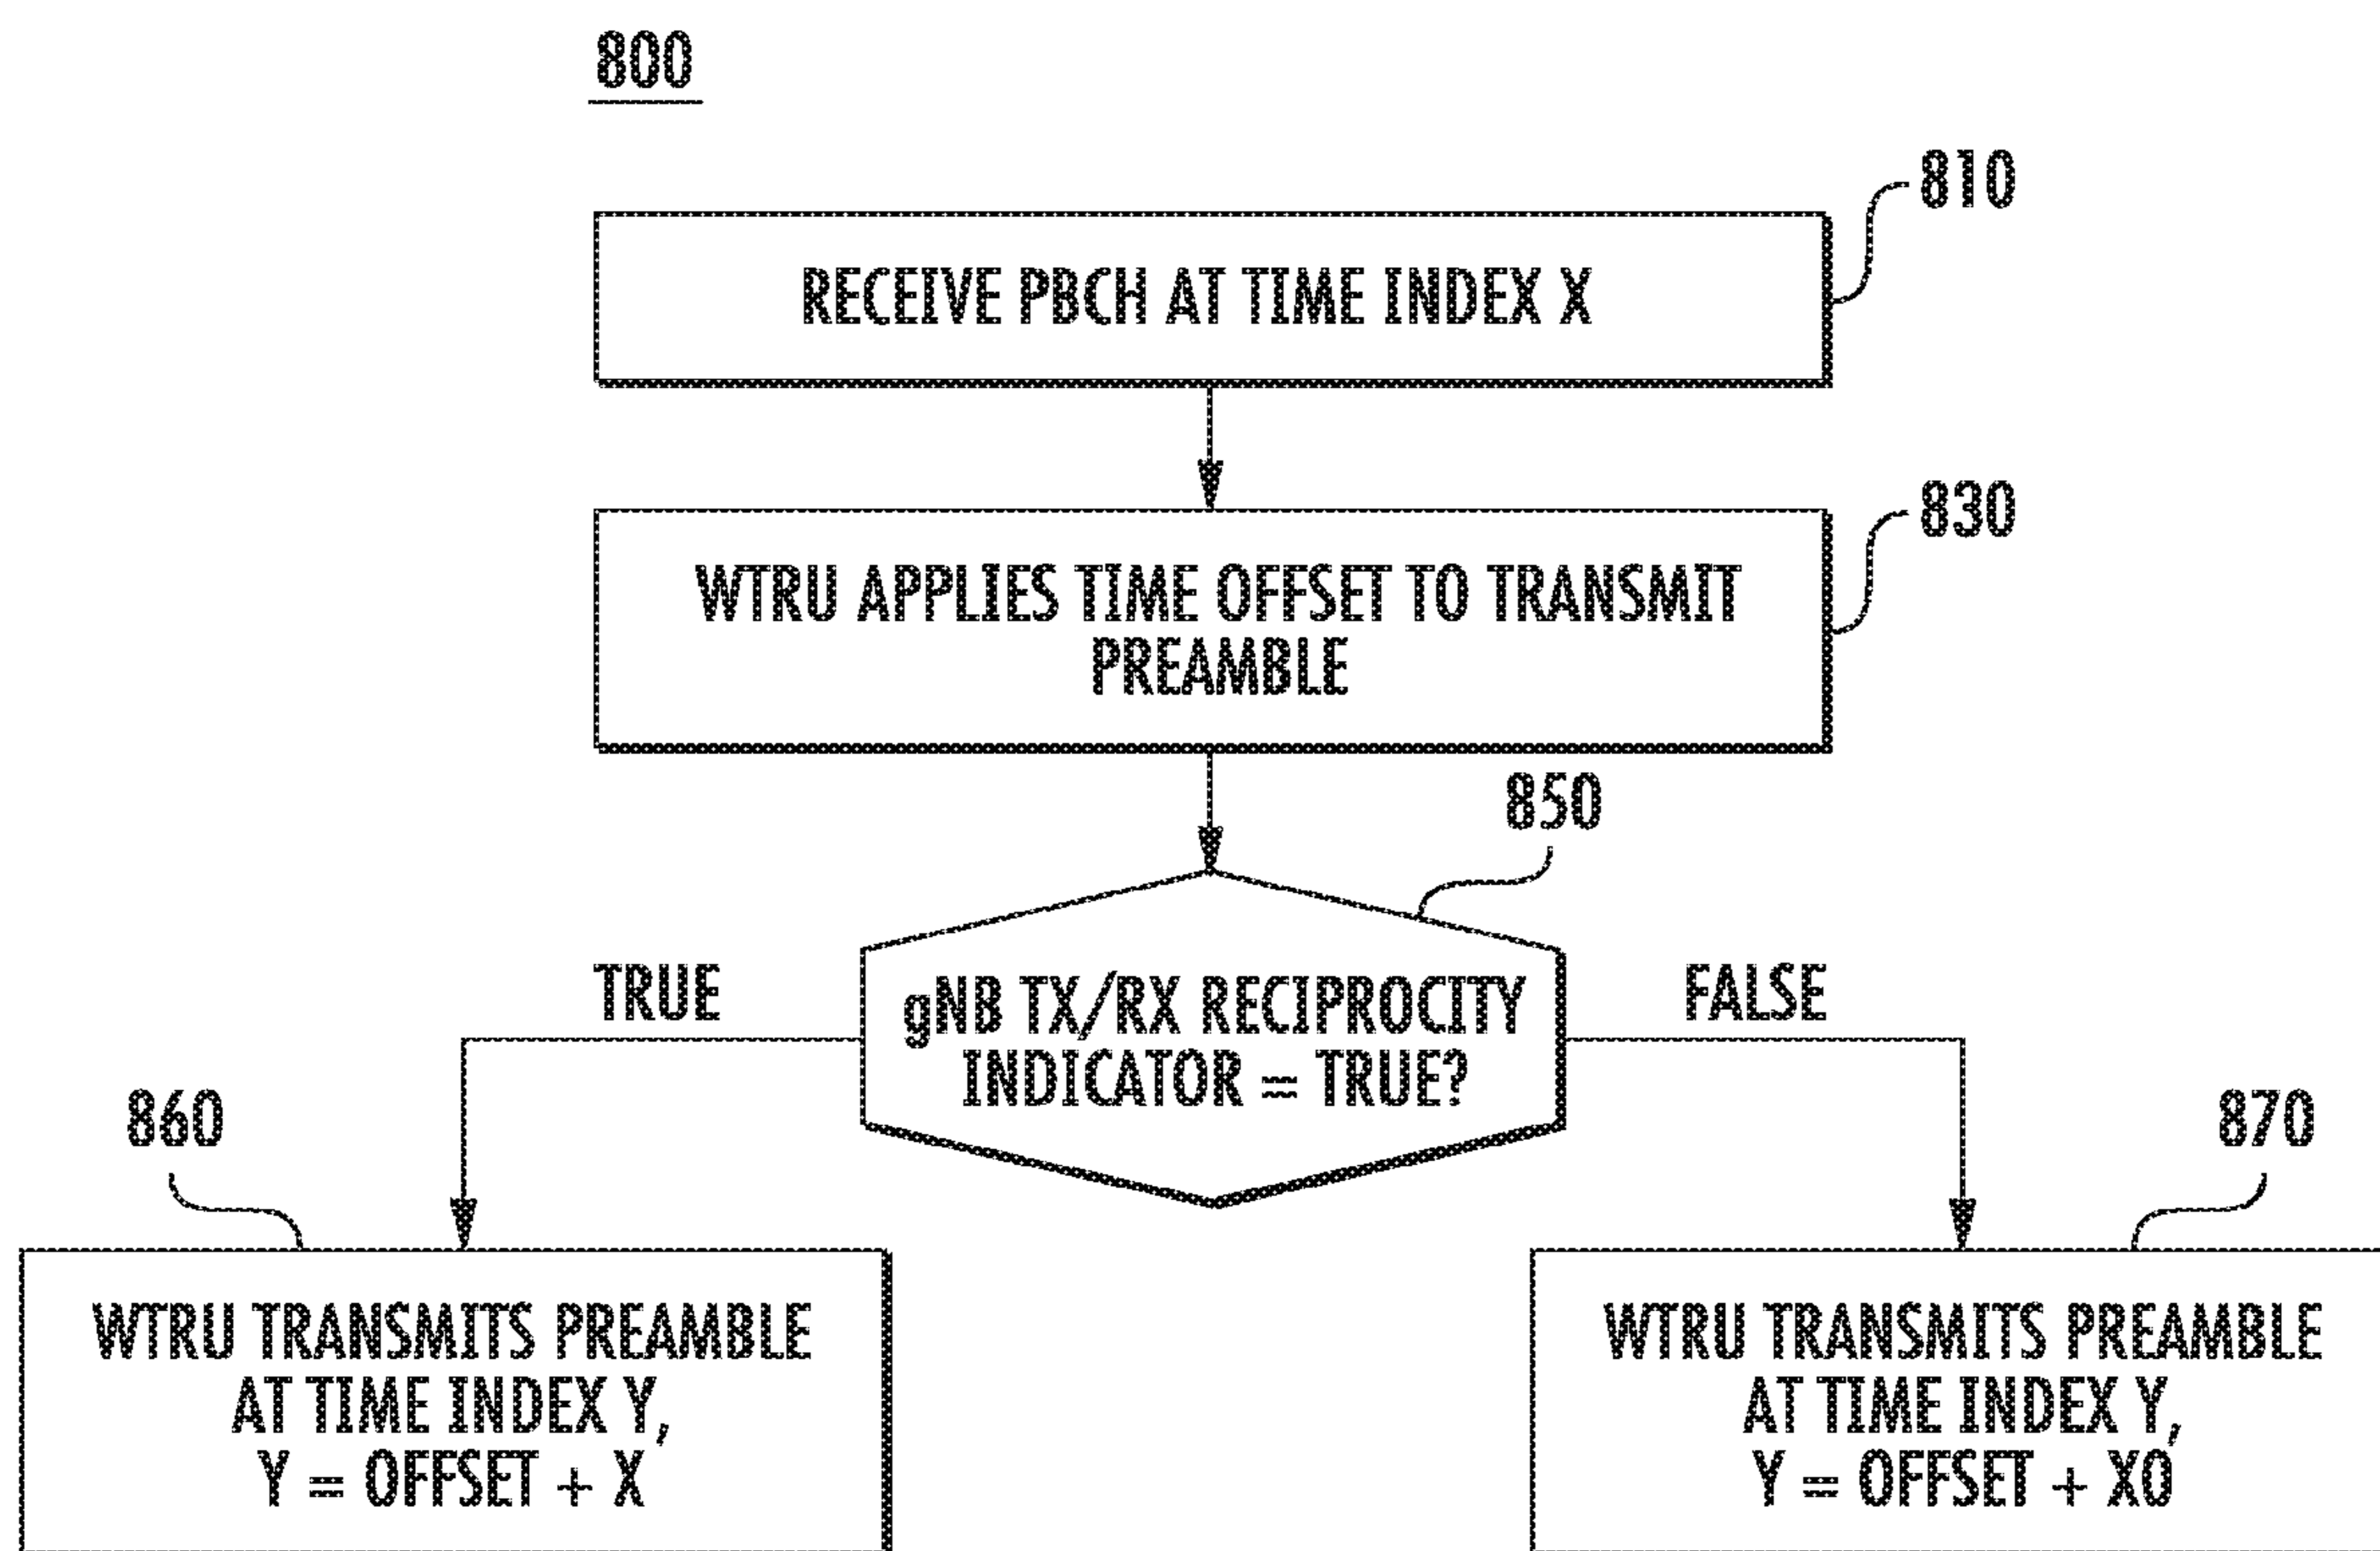 800
810
RECEIVE PBCH AT TIME INDEX X
830
WTRU APPLIES TIME OFFSET TO TRANSMIT
PREAMBLE
850
TRUE
gNB TX/RX RECIPROCITY
INDICATOR = TRUE?
FALSE
860
870
WTRU TRANSMITS PREAMBLE
AT TIME INDEX Y,
Y = OFFSET + X
WTRU TRANSMITS PREAMBLE
AT TIME INDEX Y,
Y = OFFSET + X0